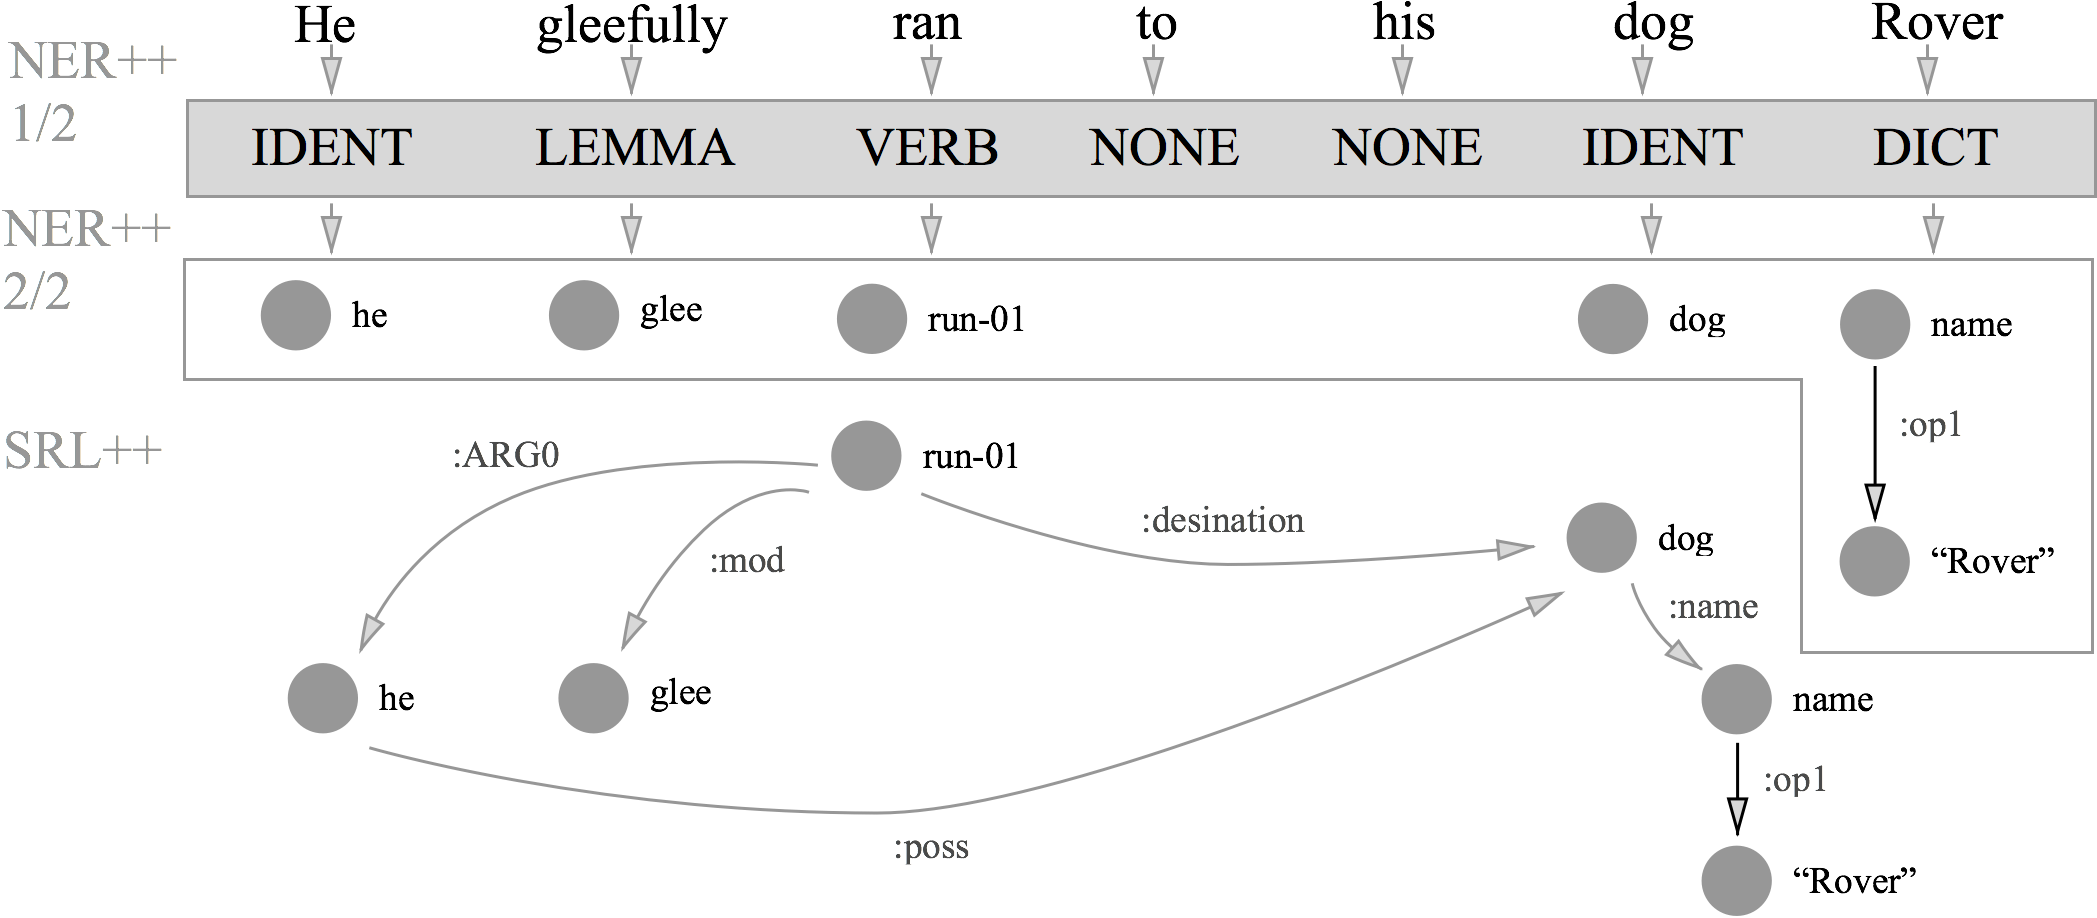 He gleefully ran to his dog Rover
NER++
1/2
IDENT LEMMA VERB NONE NONE IDENT DICT
NER++
2/2
he glee run-01 dog name
:op1
“Rover”
SRL++
:ARG0 run-01
:mod :desination dog
:name
he glee name
:op1
:poss
“Rover”